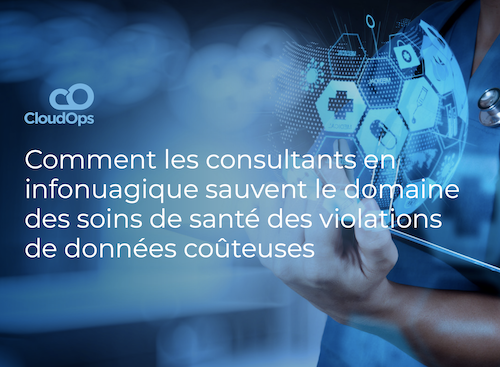 CloudOps
Comment les consultants en
infonuagique sauvent le domaine
des soins de santé des violations
de données coûteuses